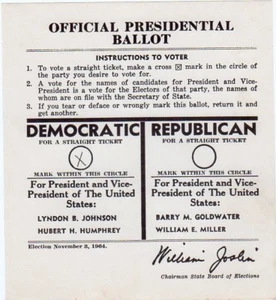 OFFICIAL PRESIDENTIAL
BALLOT
INSTRUCTIONS TO VOTER
1. To vote a straight ticket, make a cross ☒ mark in the circle of
the party you desire to vote for.
2. A vote for the names of candidates for President and Vice-
President is a vote for the Electors of that party, the names
of whom are on file with the Secretary of State.
3. If you tear or deface or wrongly mark this ballot, return it and
get another.
DEMOCRATIC
FOR A STRAIGHT TICKET
X
MARK WITHIN THIS CIRCLE
For President and Vice-
President of The United
States:
LYNDON B. JOHNSON
HUBERT H. HUMPHREY
REPUBLICAN
FOR A STRAIGHT TICKET
MARK WITHIN THIS CIRCLE
For President and Vice-
President of The United
States:
BARRY M. GOLDWATER
WILLIAM E. MILLER
Election November 3, 1964.
William Joslin
Chairman State Board of Elections